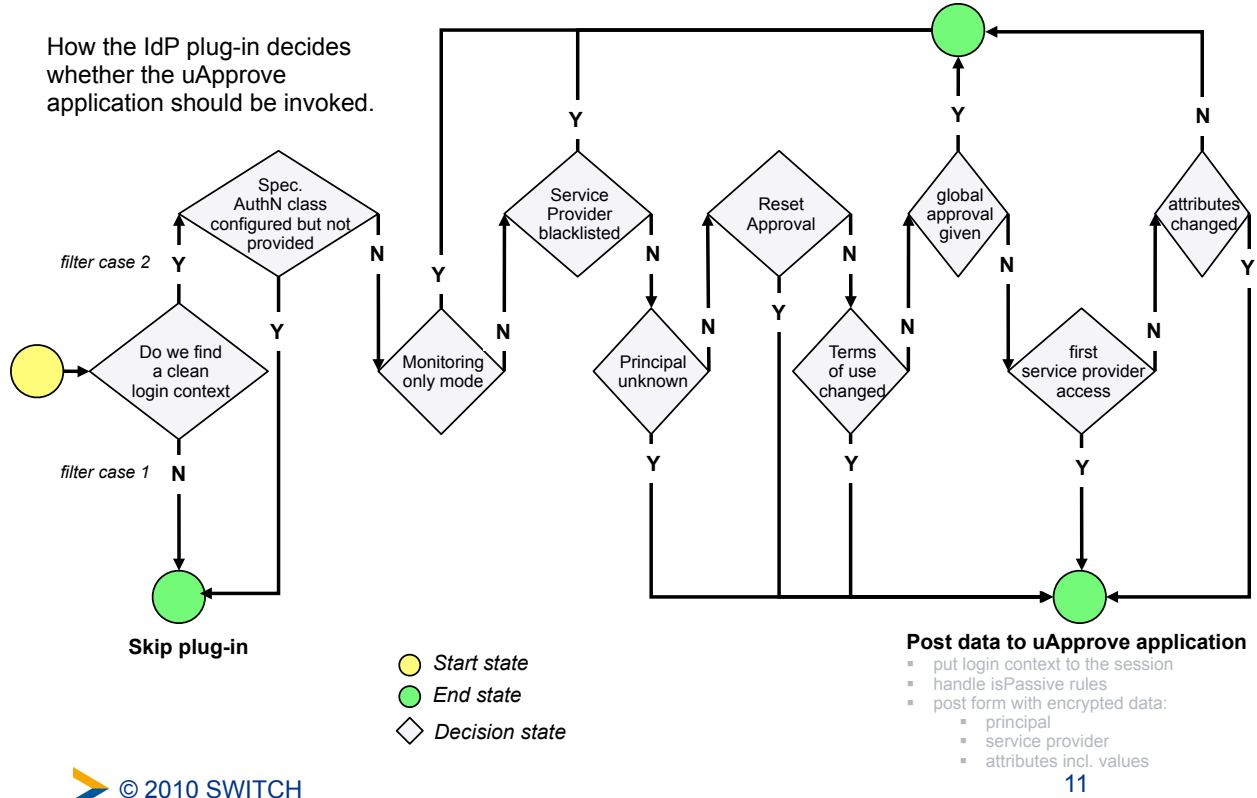 How the IdP plug-in decides
whether the uApprove
application should be invoked.
Y
Y
N
Spec.
AuthN class
configured but not
provided
Service
Provider
blacklisted
Reset
Approval
global
approval
given
attributes
changed
filter case 2
Y
N
Y
N
N
N
Y
Y
Y
N
N
N
N
Do we find
a clean
login context
Monitoring
only mode
Principal
unknown
Terms
of use
changed
first
service provider
access
filter case 1
N
Y
Y
Y
Skip plug-in
Post data to uApprove application
▪ put login context to the session
▪ handle isPassive rules
▪ post form with encrypted data:
▪ principal
▪ service provider
▪ attributes incl. values
Start state
End state
Decision state
© 2010 SWITCH
11